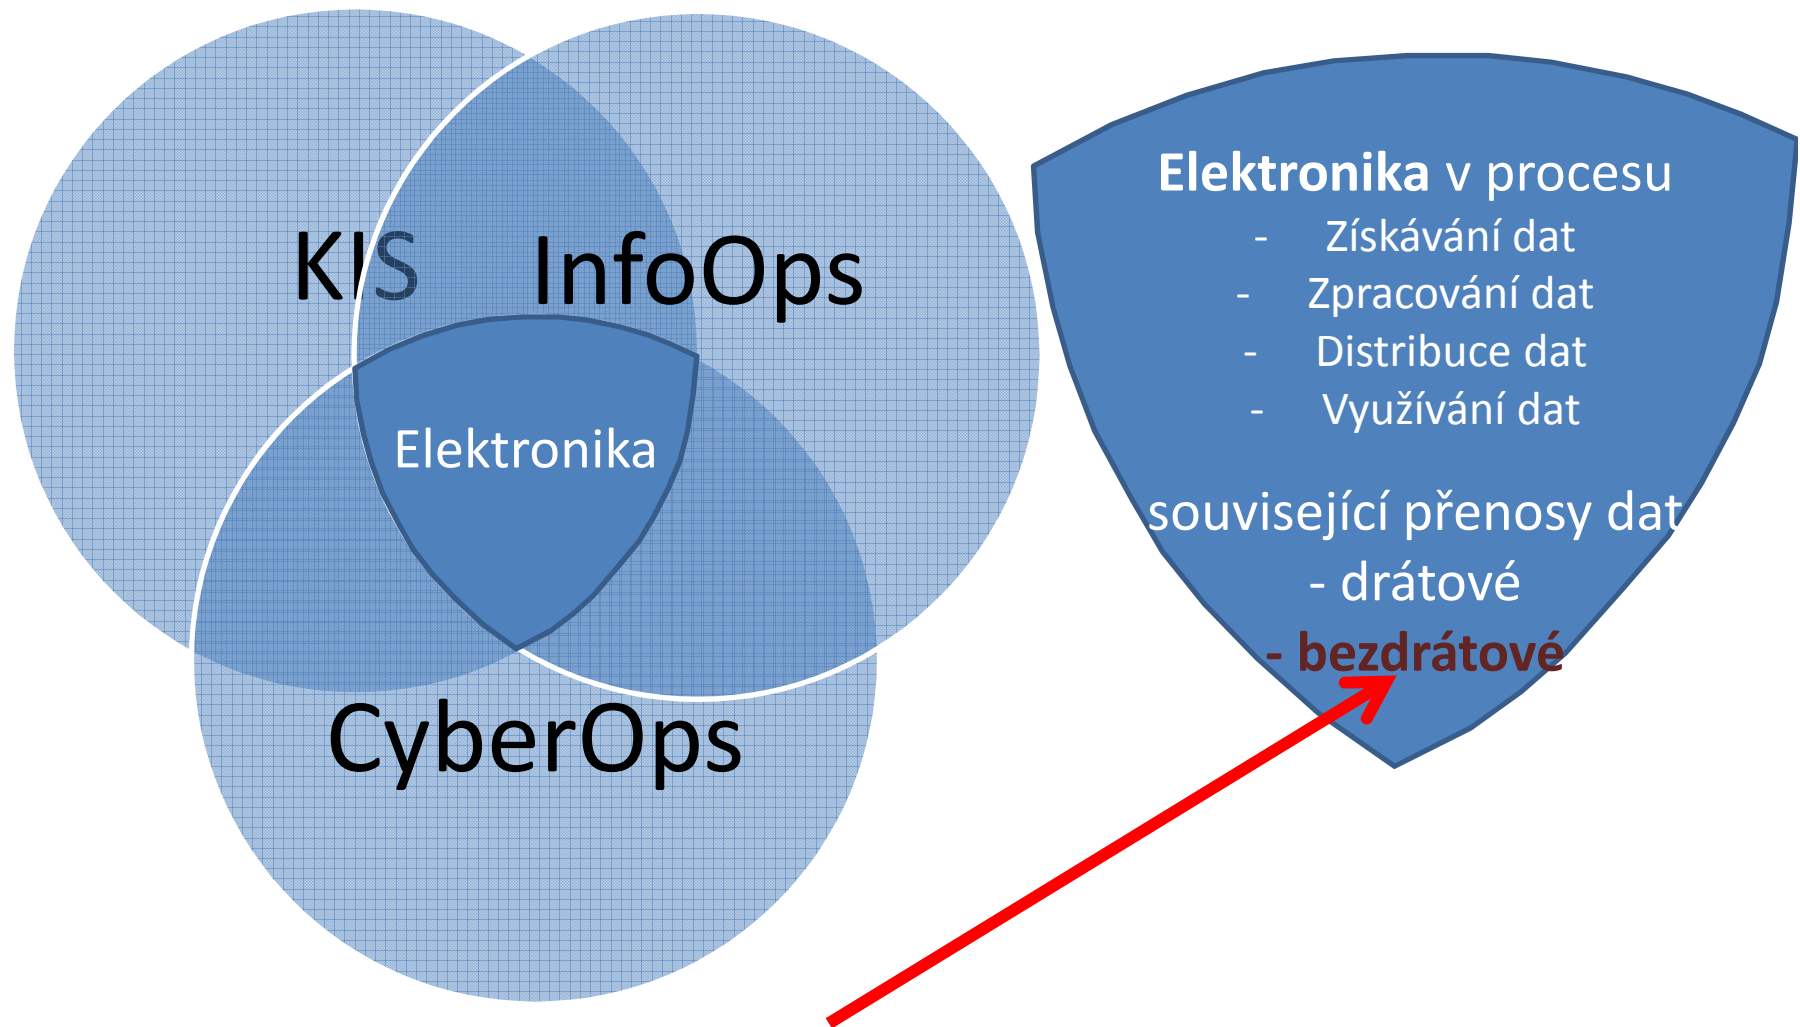 KIS
InfoOps
Elektronika
CyberOps
Elektronika v procesu
- Získávání dat
- Zpracování dat
- Distribuce dat
- Využívání dat
související přenosy dat
- drátové
- bezdrátové